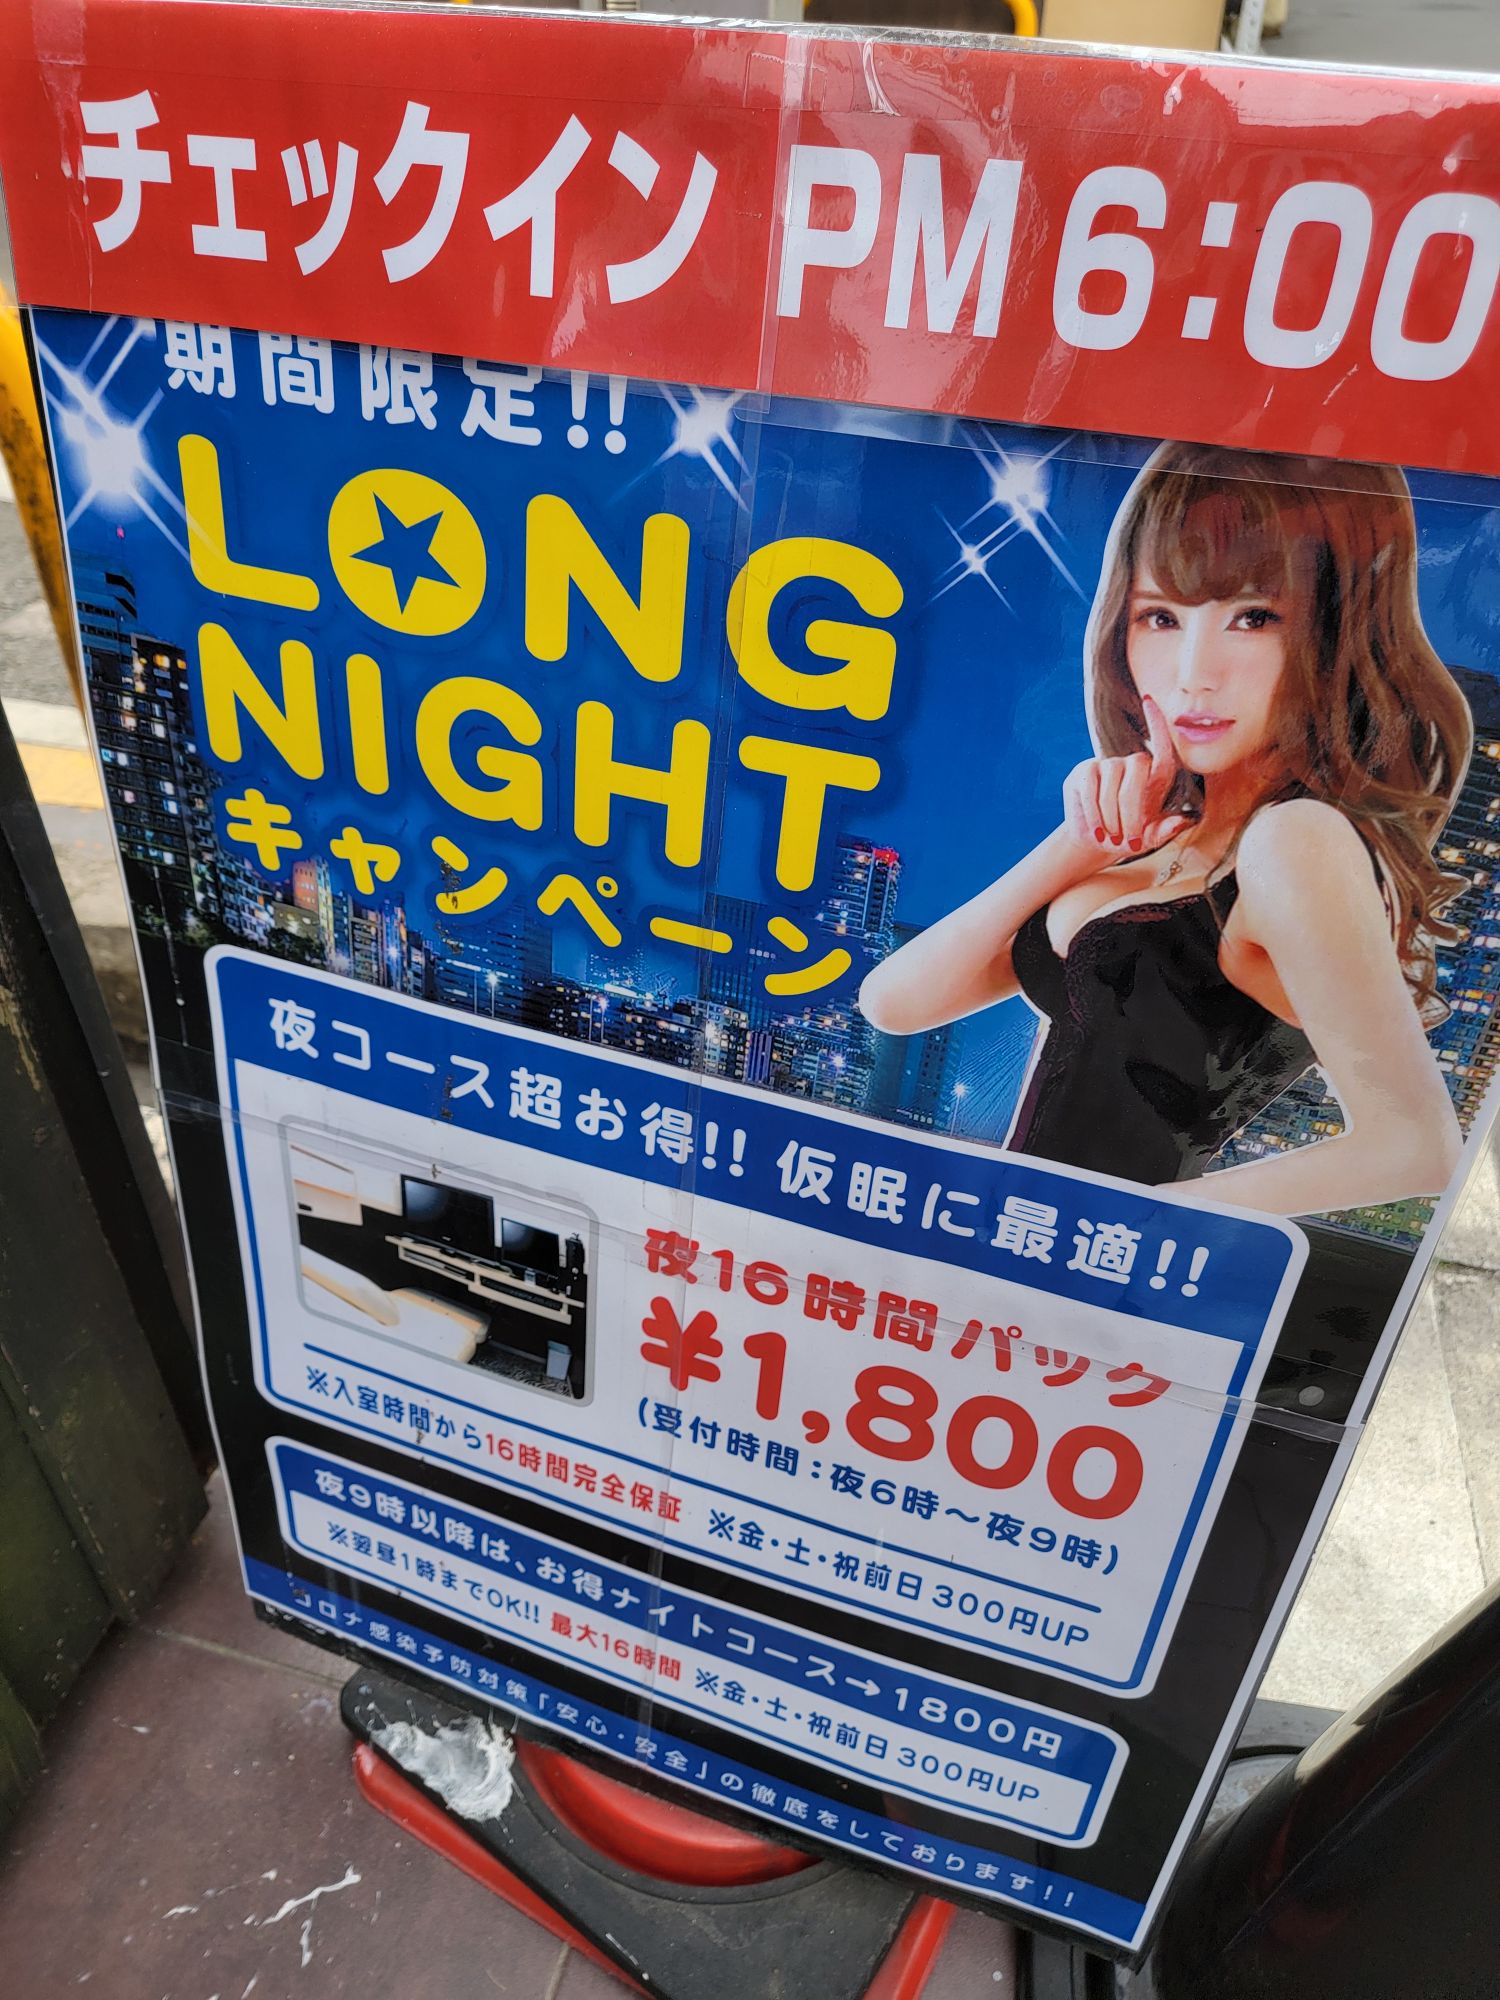 チェックイン PM 6:00
期間限定!!
LONG
NIGHT
キャンペーン
夜コース超お得!! 仮眠に最適!!
夜16時間パック
¥1,800
(受付時間：夜6時～夜9時)
※入室時間から16時間完全保証 ※金・土・祝前日300円UP
夜9時以降は、お得ナイトコース→1800円
※翌昼1時までOK!! 最大16時間 ※金・土・祝前日300円UP
コロナ感染予防対策「安心・安全」の徹底をしております!!